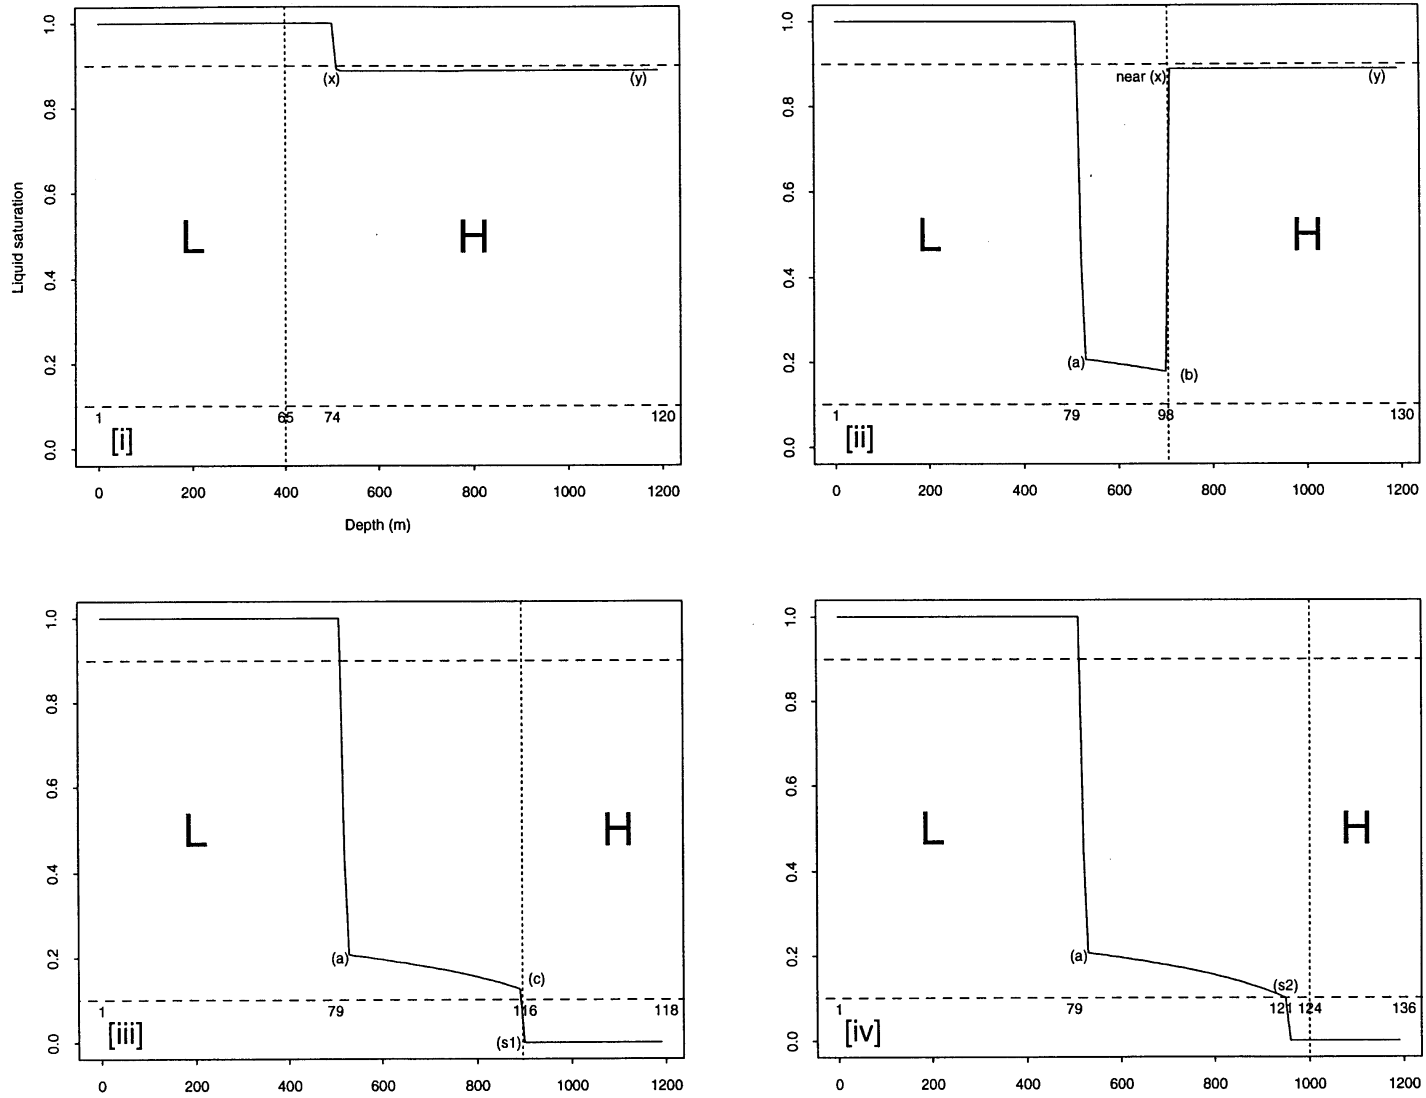 1.0
0.8
0.6
0.4
0.2
0.0
Liquid saturation
(x) (y)
L H
1 65 74 120
[i]
0 200 400 600 800 1000 1200
Depth (m)
1.0
0.8
0.6
0.4
0.2
0.0
near (x) (y)
L H
(a) (b)
1 79 98 130
[ii]
0 200 400 600 800 1000 1200
1.0
0.8
0.6
0.4
0.2
0.0
L H
(a) (c)
1 79 116 118
[iii] (s1)
0 200 400 600 800 1000 1200
1.0
0.8
0.6
0.4
0.2
0.0
L H
(a) (s2)
1 79 121 124 136
[iv]
0 200 400 600 800 1000 1200